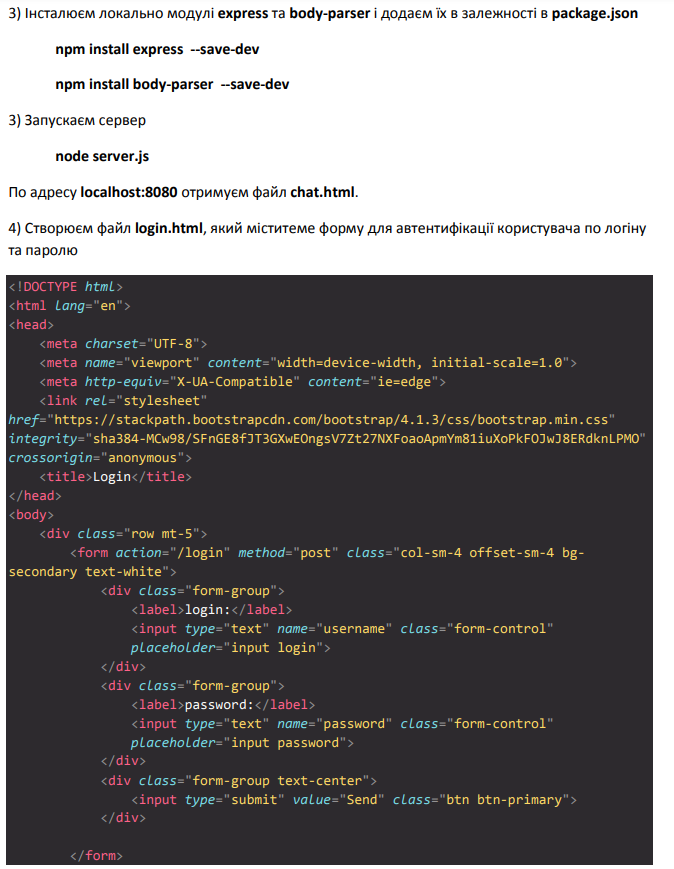 3) Інсталюєм локально модулі express та body-parser і додаєм їх в залежності в package.json
npm install express --save-dev
npm install body-parser --save-dev
3) Запускаєм сервер
node server.js
По адресу localhost:8080 отримуєм файл chat.html.
4) Створюєм файл login.html, який міститеме форму для автентифікації користувача по логіну
та паролю
<!DOCTYPE html>
<html lang="en">
<head>
    <meta charset="UTF-8">
    <meta name="viewport" content="width=device-width, initial-scale=1.0">
    <meta http-equiv="X-UA-Compatible" content="ie=edge">
    <link rel="stylesheet"
href="https://stackpath.bootstrapcdn.com/bootstrap/4.1.3/css/bootstrap.min.css"
integrity="sha384-MCw98/SFnGE8fJT3GXwEOngsV7Zt27NXFoaoApmYm81iuXoPkFOJwJ8ERdknLPMO"
crossorigin="anonymous">
    <title>Login</title>
</head>
<body>
    <div class="row mt-5">
        <form action="/login" method="post" class="col-sm-4 offset-sm-4 bg-
secondary text-white">
            <div class="form-group">
                <label>login:</label>
                <input type="text" name="username" class="form-control"
                placeholder="input login">
            </div>
            <div class="form-group">
                <label>password:</label>
                <input type="text" name="password" class="form-control"
                placeholder="input password">
            </div>
            <div class="form-group text-center">
                <input type="submit" value="Send" class="btn btn-primary">
            </div>
        </form>